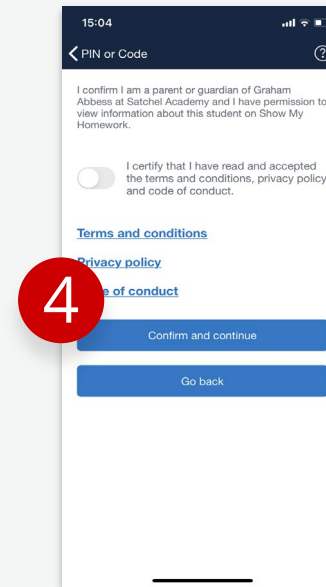 15:04
PIN or Code
I confirm I am a parent or guardian of Graham
Abbess at Satchel Academy and I have permission to
view information about this student on Show My
Homework.
I certify that I have read and accepted
the terms and conditions, privacy policy
and code of conduct.
Terms and conditions
Privacy policy
4
of conduct
Confirm and continue
Go back